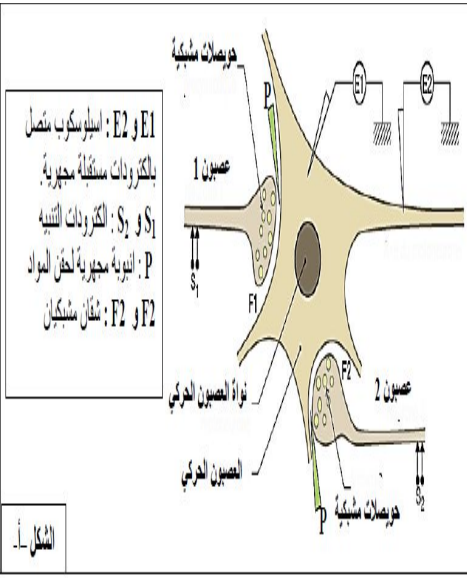 E1 و E2 : اسيلوسكوب متصل
بالكترودات مستقبلة مجهرية.
S1 و S2 : الكترودات التنبيه
P : انبوبة مجهرية لحقن المواد
F2 و F2 : شقان مشبكيان
حويصلات مشبكية
P
E1
E2
عصبون 1
S1
F1
F2
نواة العصبون الحركي
عصبون 2
العصبون الحركي
S2
P
حويصلات مشبكية
الشكل -أ-